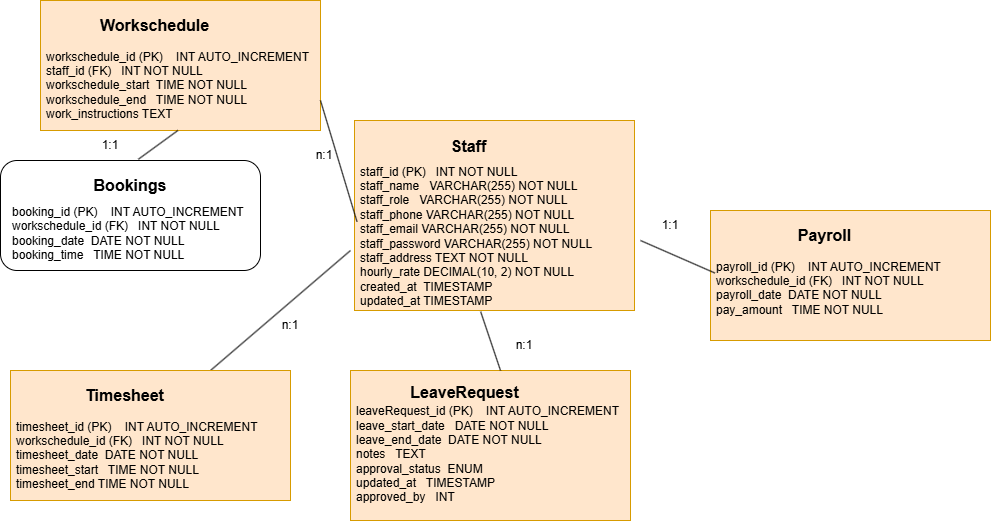 Workschedule
workschedule_id (PK) INT AUTO_INCREMENT
staff_id (FK) INT NOT NULL
workschedule_start TIME NOT NULL
workschedule_end TIME NOT NULL
work_instructions TEXT
1:1
n:1
Bookings
booking_id (PK) INT AUTO_INCREMENT
workschedule_id (FK) INT NOT NULL
booking_date DATE NOT NULL
booking_time TIME NOT NULL
Staff
staff_id (PK) INT NOT NULL
staff_name VARCHAR(255) NOT NULL
staff_role VARCHAR(255) NOT NULL
staff_phone VARCHAR(255) NOT NULL
staff_email VARCHAR(255) NOT NULL
staff_password VARCHAR(255) NOT NULL
staff_address TEXT NOT NULL
hourly_rate DECIMAL(10, 2) NOT NULL
created_at TIMESTAMP
updated_at TIMESTAMP
1:1
Payroll
payroll_id (PK) INT AUTO_INCREMENT
workschedule_id (FK) INT NOT NULL
payroll_date DATE NOT NULL
pay_amount TIME NOT NULL
n:1
n:1
Timesheet
timesheet_id (PK) INT AUTO_INCREMENT
workschedule_id (FK) INT NOT NULL
timesheet_date DATE NOT NULL
timesheet_start TIME NOT NULL
timesheet_end TIME NOT NULL
LeaveRequest
leaveRequest_id (PK) INT AUTO_INCREMENT
leave_start_date DATE NOT NULL
leave_end_date DATE NOT NULL
notes TEXT
approval_status ENUM
updated_at TIMESTAMP
approved_by INT